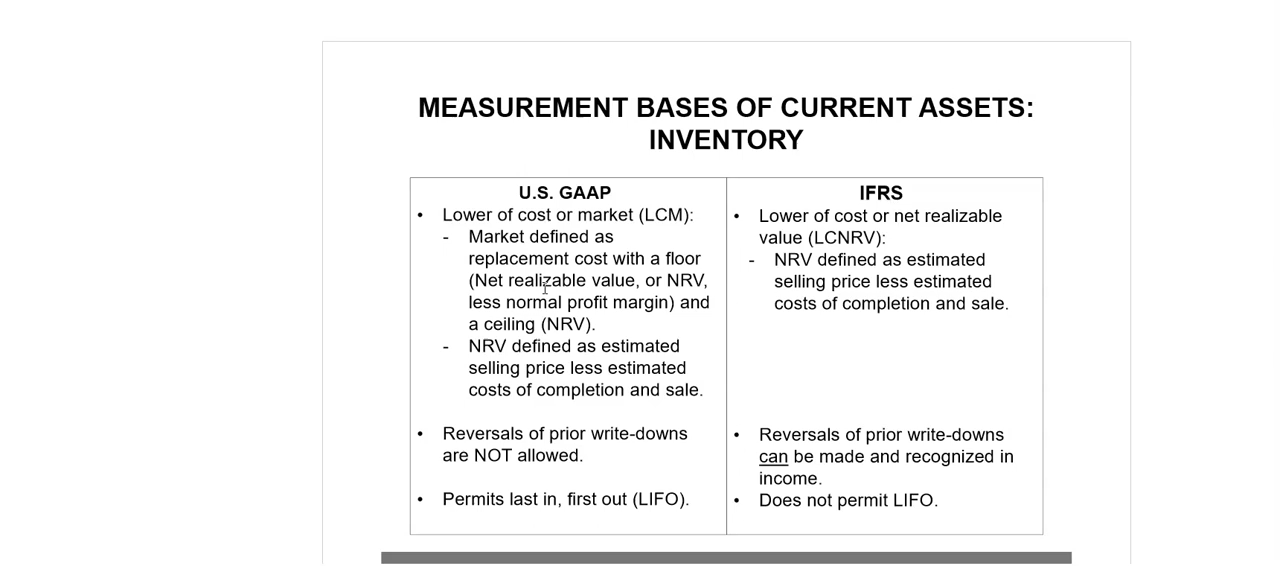 MEASUREMENT BASES OF CURRENT ASSETS:
INVENTORY
U.S. GAAP
• Lower of cost or market (LCM):
- Market defined as
replacement cost with a floor
(Net realizable value, or NRV,
less normal profit margin) and
a ceiling (NRV).
- NRV defined as estimated
selling price less estimated
costs of completion and sale.
• Reversals of prior write-downs
are NOT allowed.
• Permits last in, first out (LIFO).
IFRS
• Lower of cost or net realizable
value (LCNRV):
- NRV defined as estimated
selling price less estimated
costs of completion and sale.
• Reversals of prior write-downs
can be made and recognized in
income.
• Does not permit LIFO.